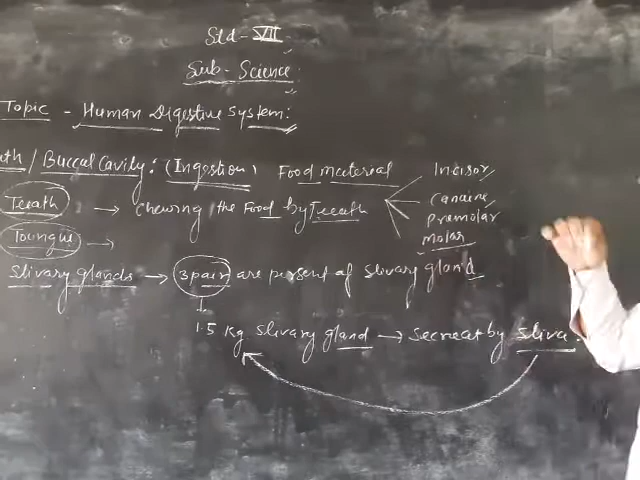 Std - VII
Sub - Science
Topic - Human Digestive System:
ath / Buccal Cavity: (Ingestion) Food material
Teeath → Chewing the Food by Teeath
Incisor
Canaine
Premolar
Molar
Toungue →
Slivary glands → 3 pair are persent of slivary gland
1.5 Kg Slivary gland → Secreat by Sliva.